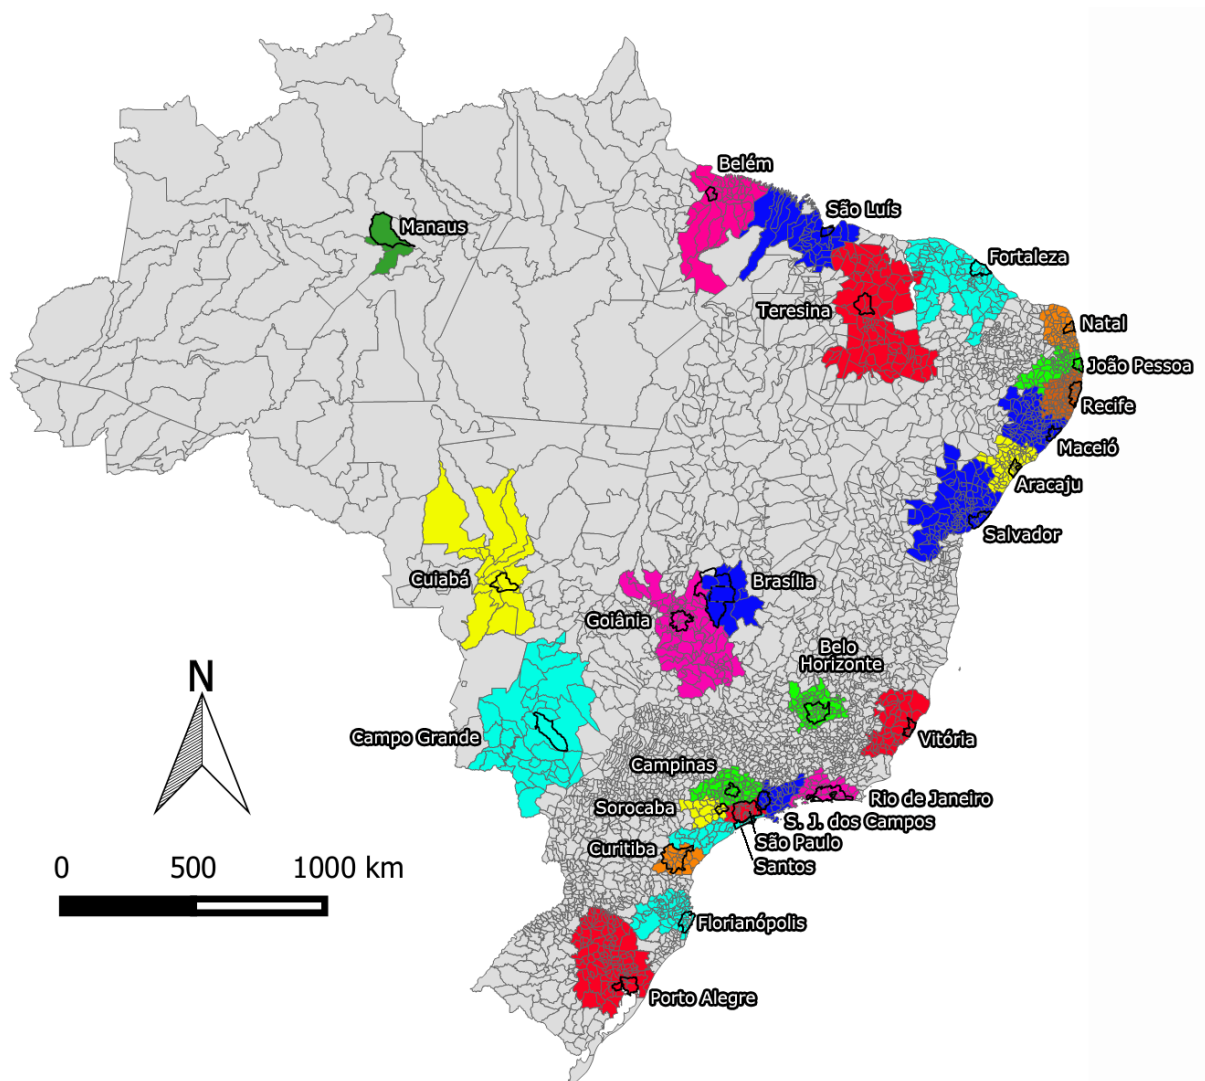 Belém
São Luís
Manaus
Fortaleza
Teresina
Natal
João Pessoa
Recife
Maceió
Aracaju
Salvador
Cuiabá
Brasília
Goiânia
Belo
Horizonte
N
Campo Grande
Vitória
Campinas
Rio de Janeiro
Sorocaba
S. J. dos Campos
São Paulo
Curitiba
Santos
0 500 1000 km
Florianópolis
Porto Alegre